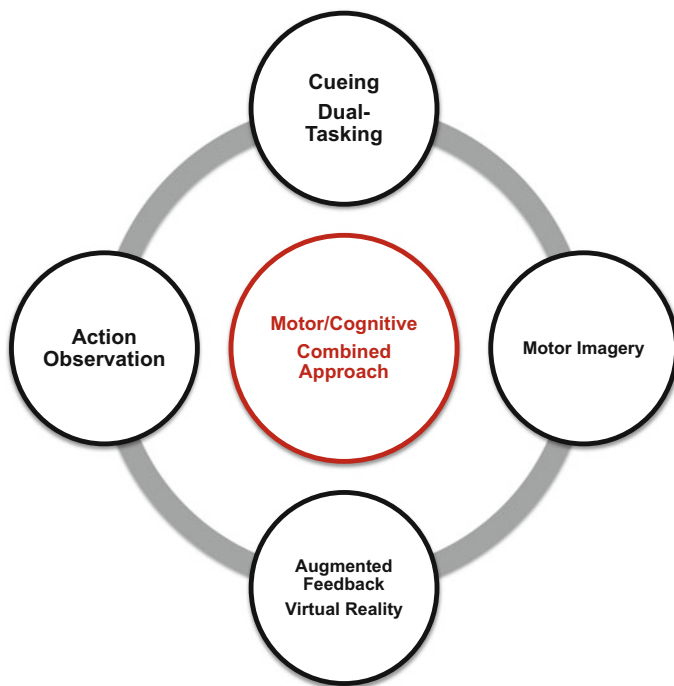 Cueing
Dual-
Tasking
Motor/Cognitive
Combined
Approach
Action
Observation
Motor Imagery
Augmented
Feedback
Virtual Reality